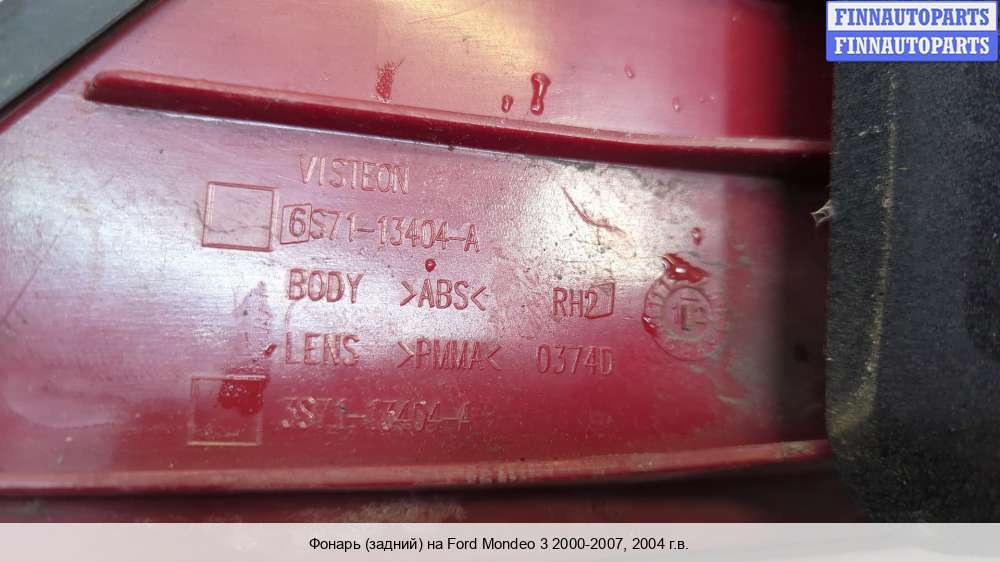 FINNAUTOPARTS
FINNAUTOPARTS
VISTEON
6S71-13404-A
BODY >ABS< RH2
LENS >PMMA< 0374D
3S71-13404-A
Фонарь (задний) на Ford Mondeo 3 2000-2007, 2004 г.в.